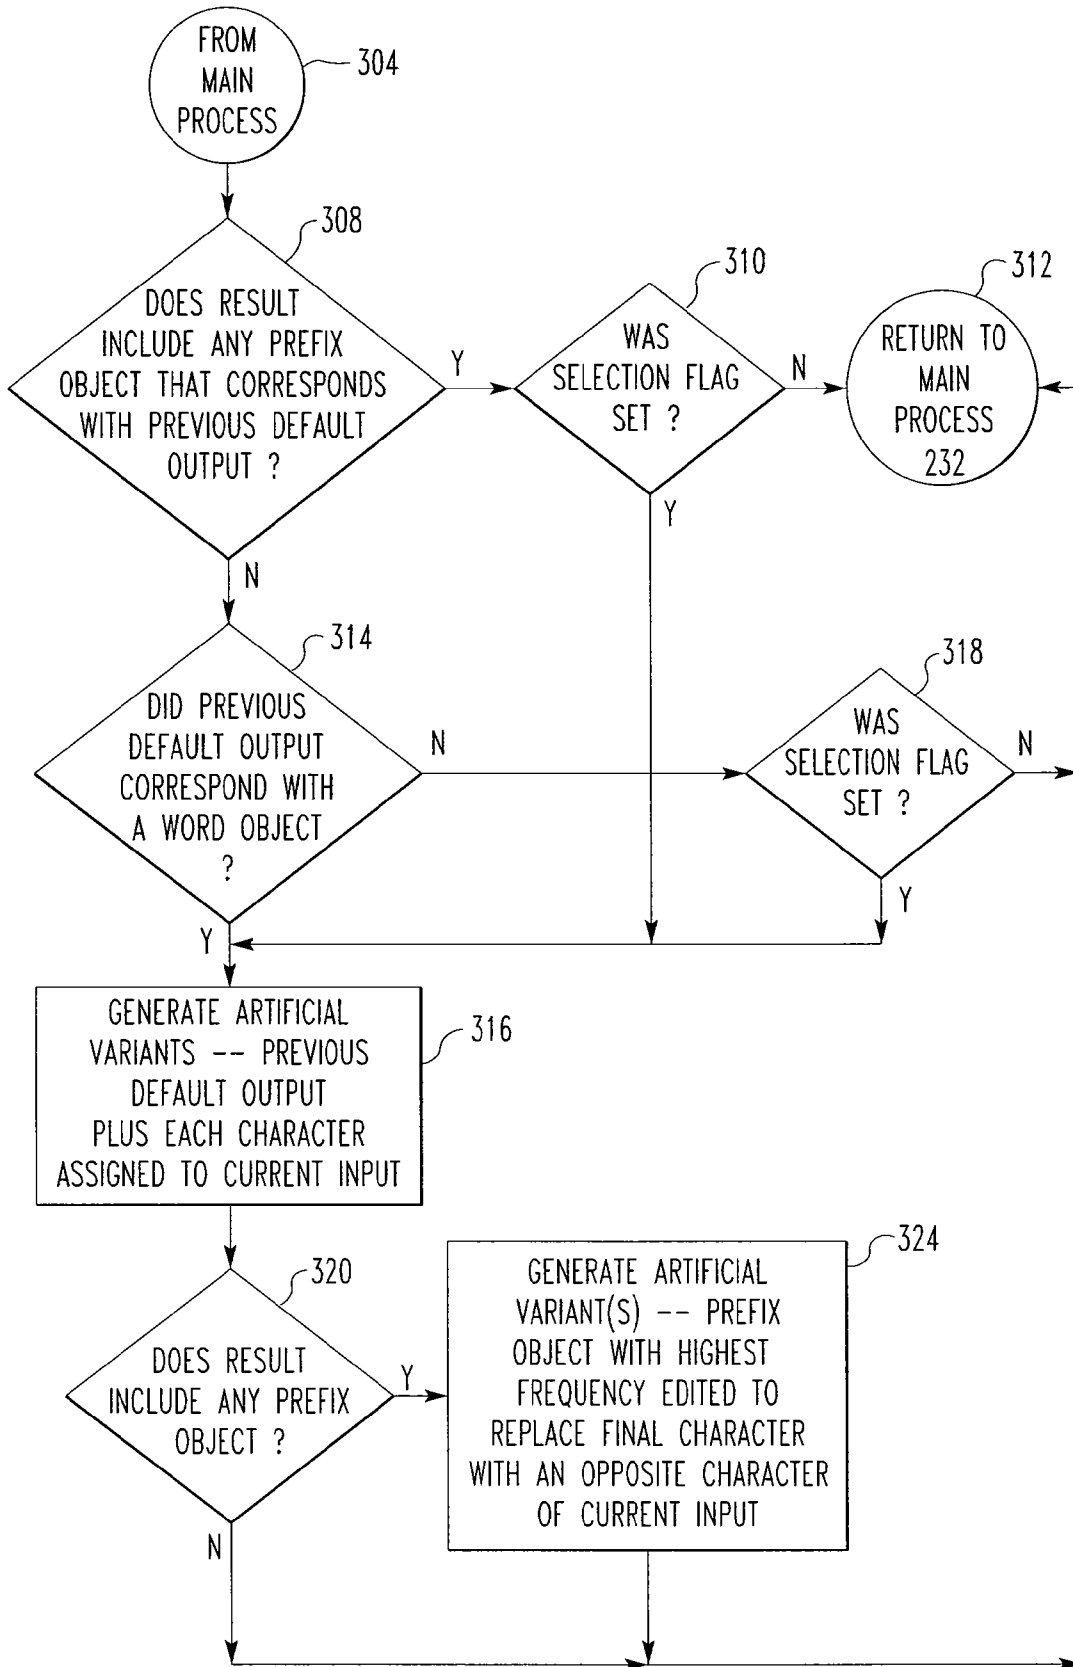 FROM
MAIN
PROCESS
304
308
DOES RESULT
INCLUDE ANY PREFIX
OBJECT THAT CORRESPONDS
WITH PREVIOUS DEFAULT
OUTPUT ?
Y
N
310
WAS
SELECTION FLAG
SET ?
N
Y
312
RETURN TO
MAIN
PROCESS
232
314
DID PREVIOUS
DEFAULT OUTPUT
CORRESPOND WITH
A WORD OBJECT
?
N
Y
318
WAS
SELECTION FLAG
SET ?
N
Y
GENERATE ARTIFICIAL
VARIANTS -- PREVIOUS
DEFAULT OUTPUT
PLUS EACH CHARACTER
ASSIGNED TO CURRENT INPUT
316
320
DOES RESULT
INCLUDE ANY PREFIX
OBJECT ?
Y
N
324
GENERATE ARTIFICIAL
VARIANT(S) -- PREFIX
OBJECT WITH HIGHEST
FREQUENCY EDITED TO
REPLACE FINAL CHARACTER
WITH AN OPPOSITE CHARACTER
OF CURRENT INPUT